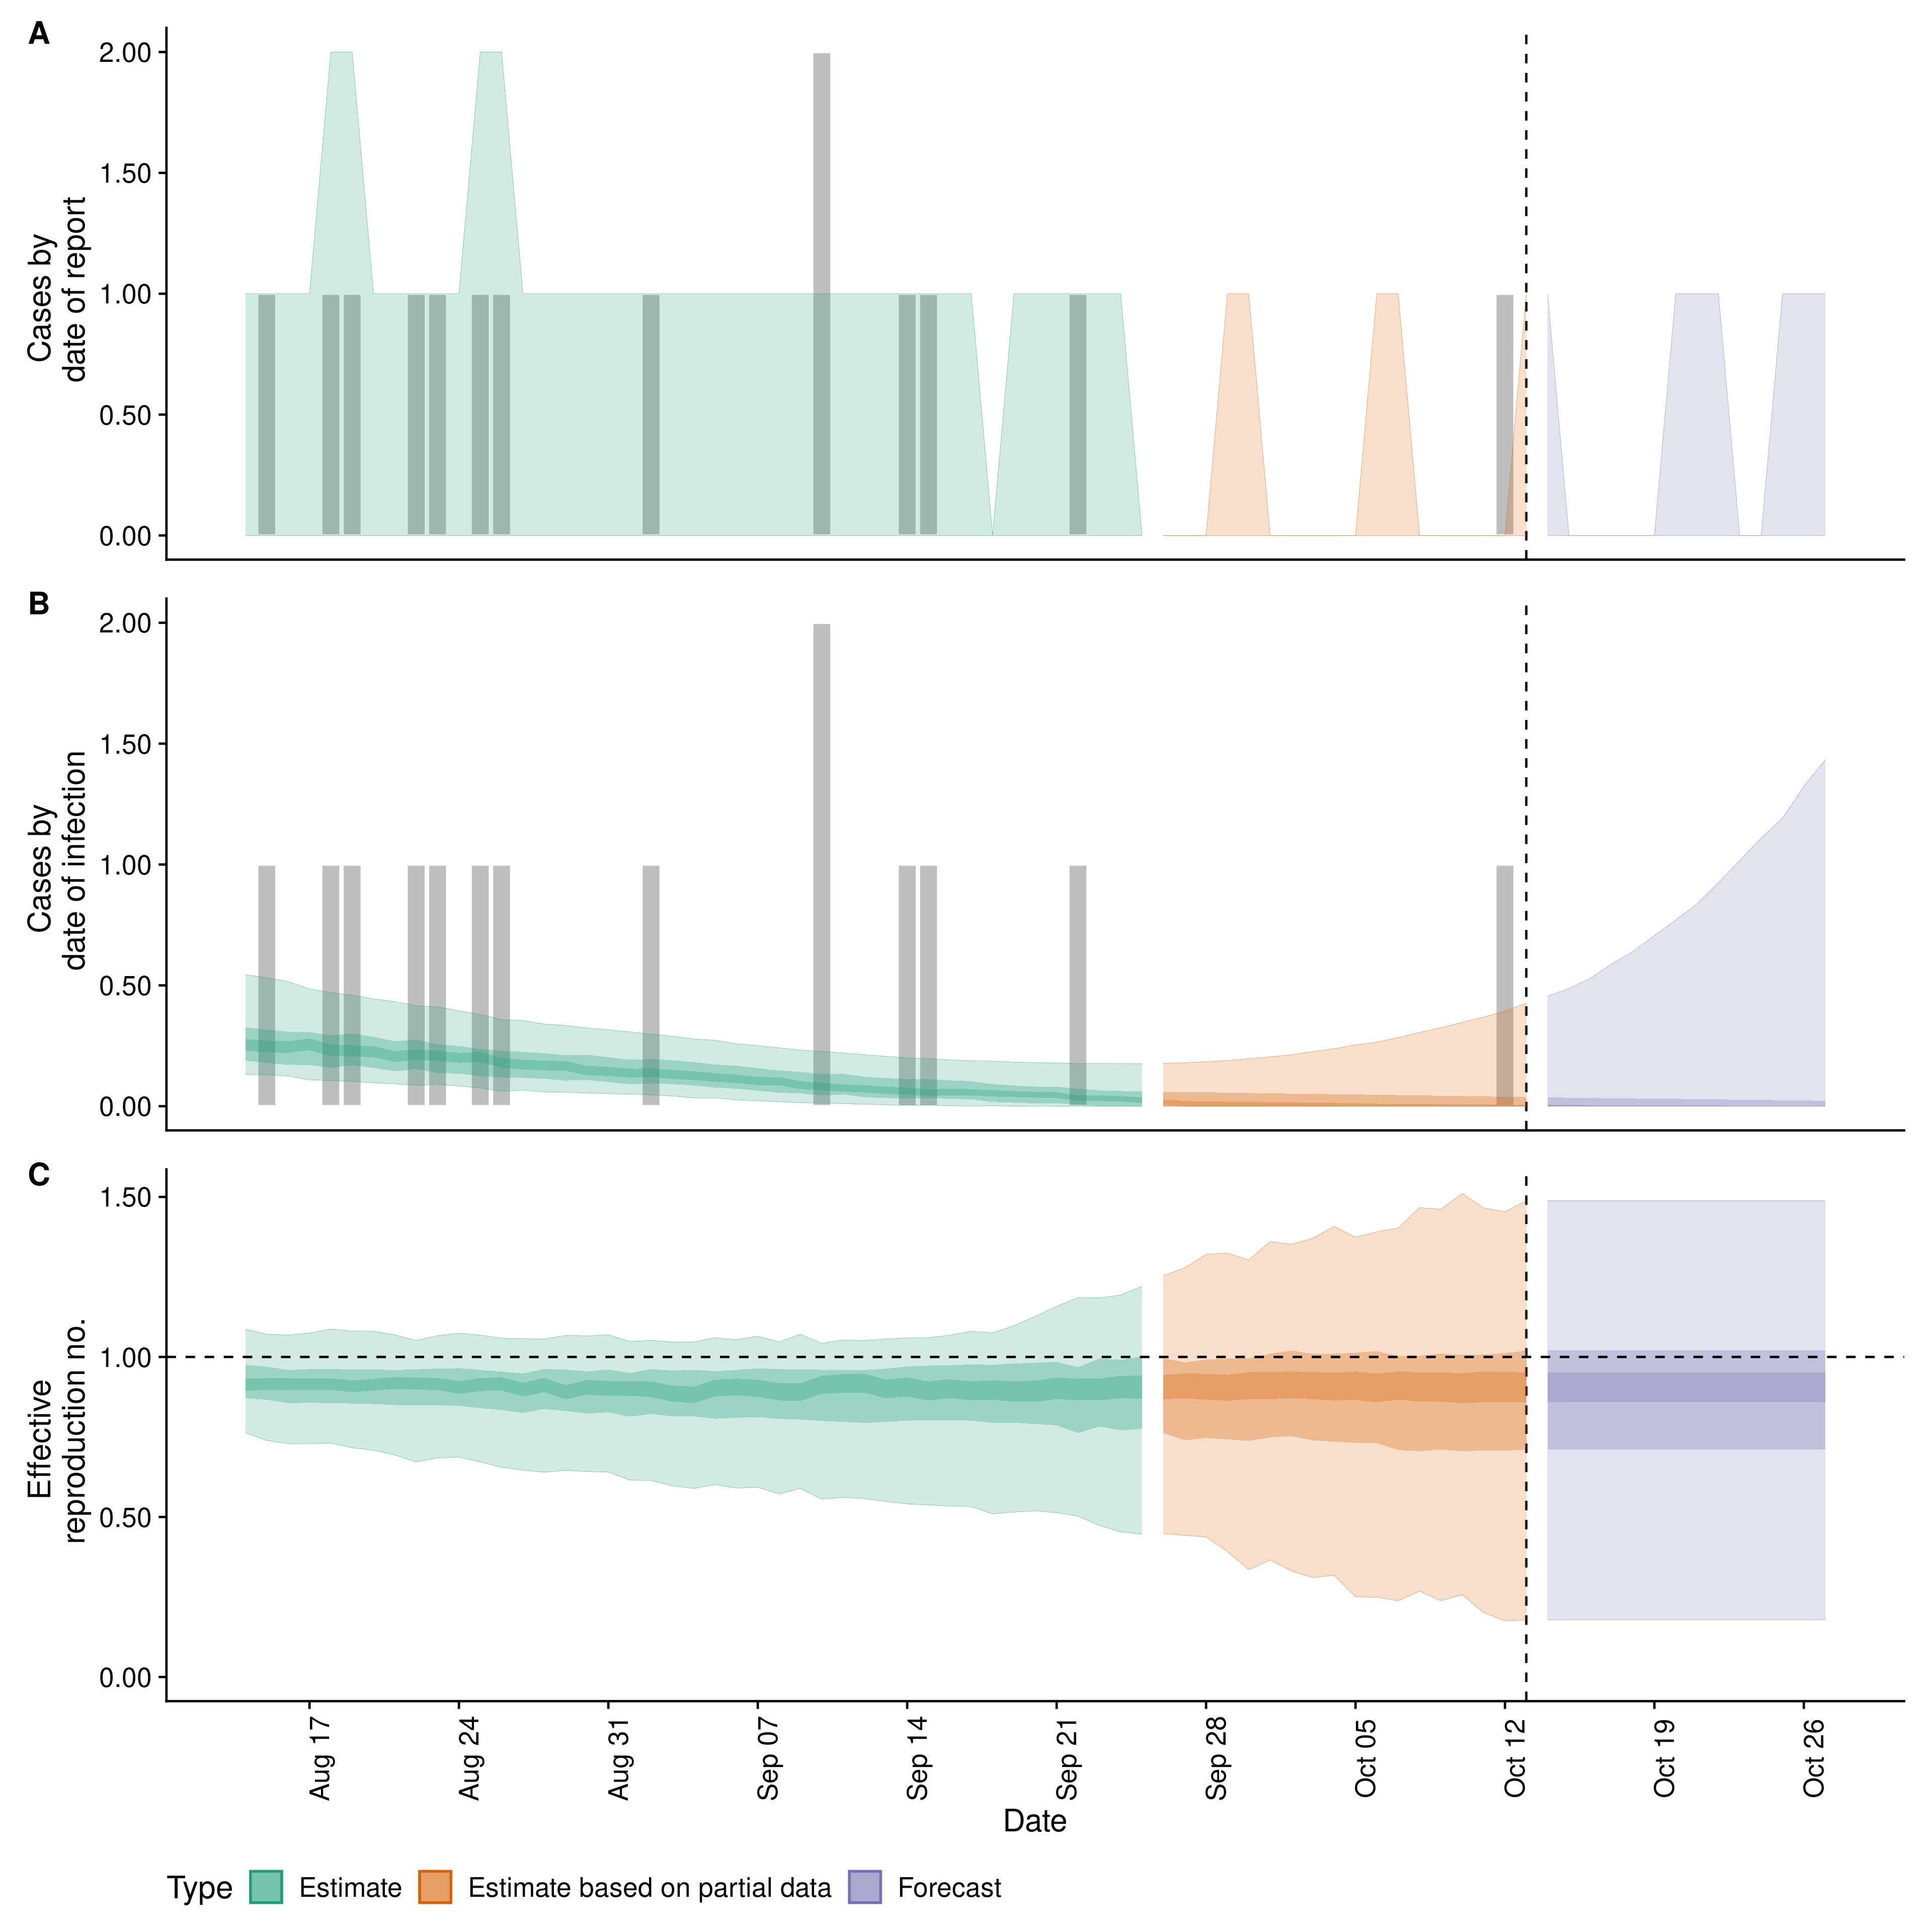 A
2.00
1.50
1.00
0.50
0.00
Cases by
date of report
B
2.00
1.50
1.00
0.50
0.00
Cases by
date of infection
C
1.50
1.00
0.50
0.00
Effective
reproduction no.
Aug 17
Aug 24
Aug 31
Sep 07
Sep 14
Sep 21
Sep 28
Oct 05
Oct 12
Oct 19
Oct 26
Date
Type Estimate Estimate based on partial data Forecast